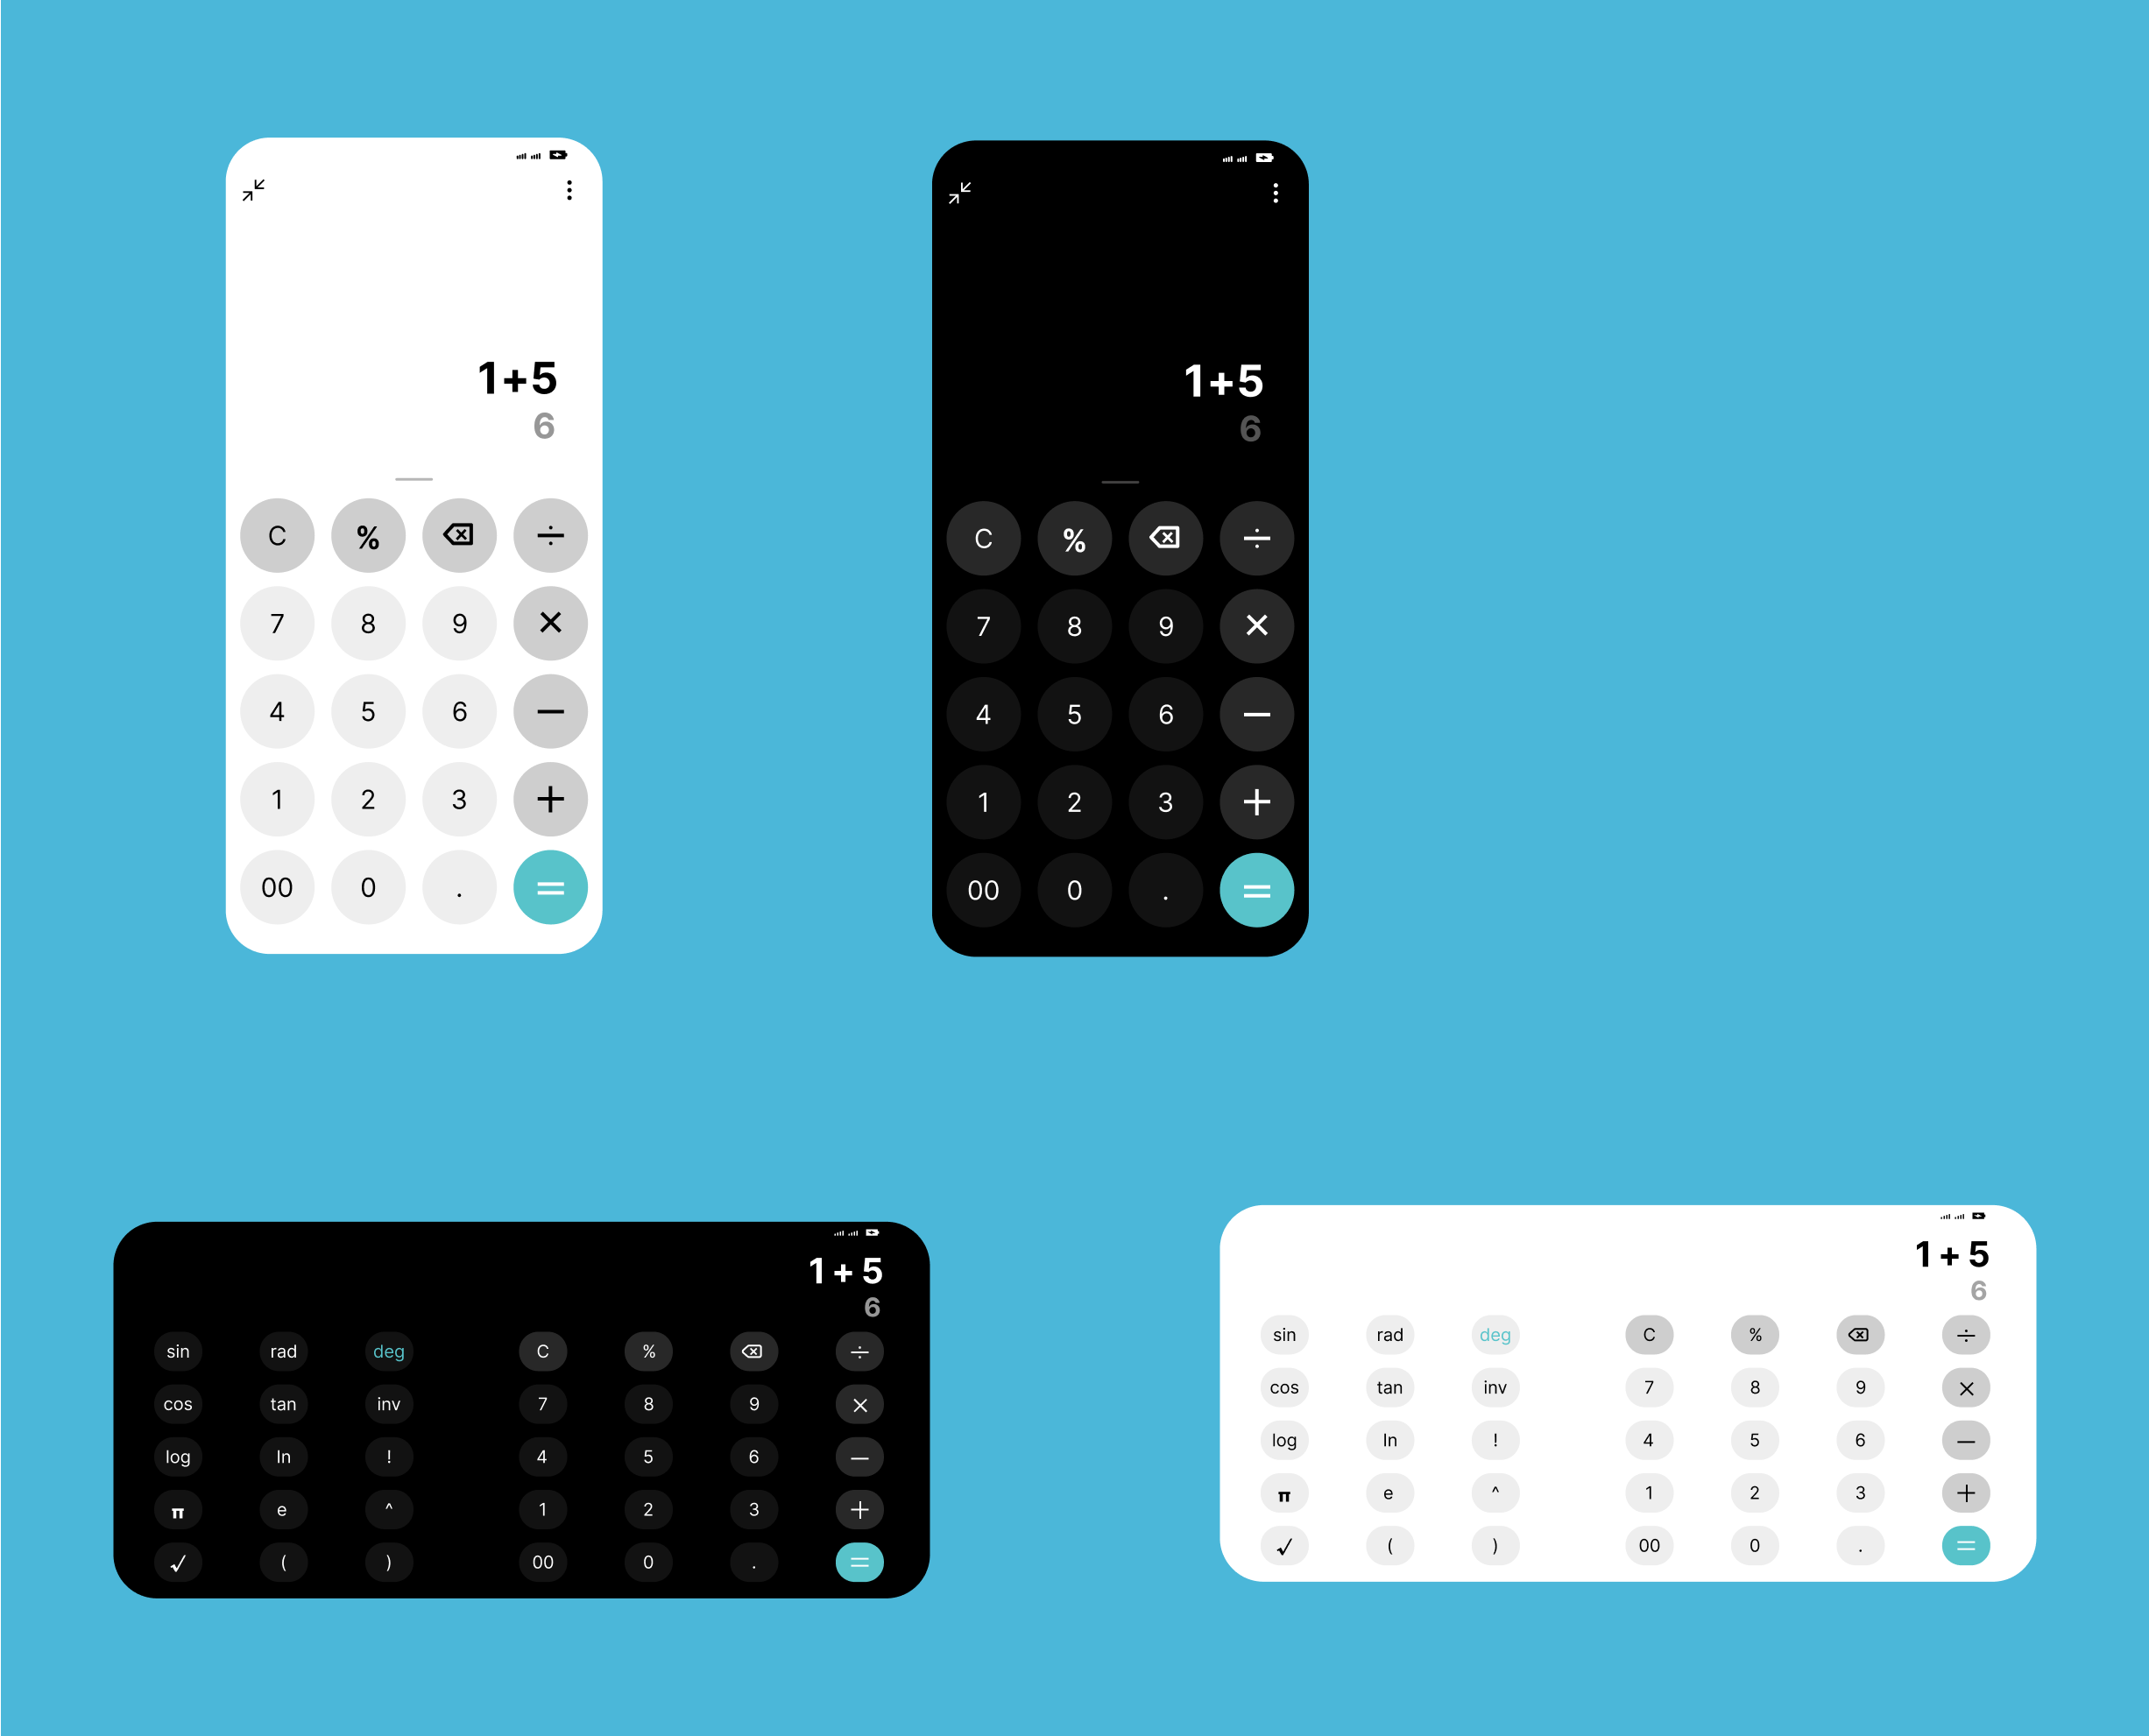 1+5
6
C % ÷
7 8 9 ×
4 5 6 −
1 2 3 +
00 0 . =
1+5
6
C % ÷
7 8 9 ×
4 5 6 −
1 2 3 +
00 0 . =
1 + 5
6
sin rad deg C % ÷
cos tan inv 7 8 9 ×
log ln ! 4 5 6 −
π e ^ 1 2 3 +
√ ( ) 00 0 . =
1 + 5
6
sin rad deg C % ÷
cos tan inv 7 8 9 ×
log ln ! 4 5 6 −
π e ^ 1 2 3 +
√ ( ) 00 0 . =